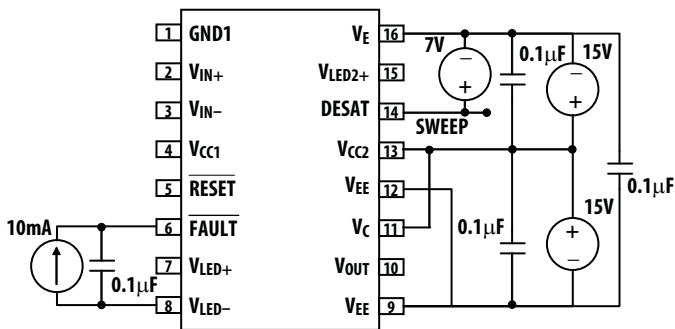 1 GND1
2 VIN+
3 VIN–
4 VCC1
5 RESET
6 FAULT
7 VLED+
8 VLED–
VE 16
VLED2+ 15
DESAT 14
VCC2 13
VEE 12
VC 11
VOUT 10
VEE 9
10mA
0.1μF
7V
–
+
SWEEP
0.1μF
15V
–
+
0.1μF
0.1μF
15V
+
–